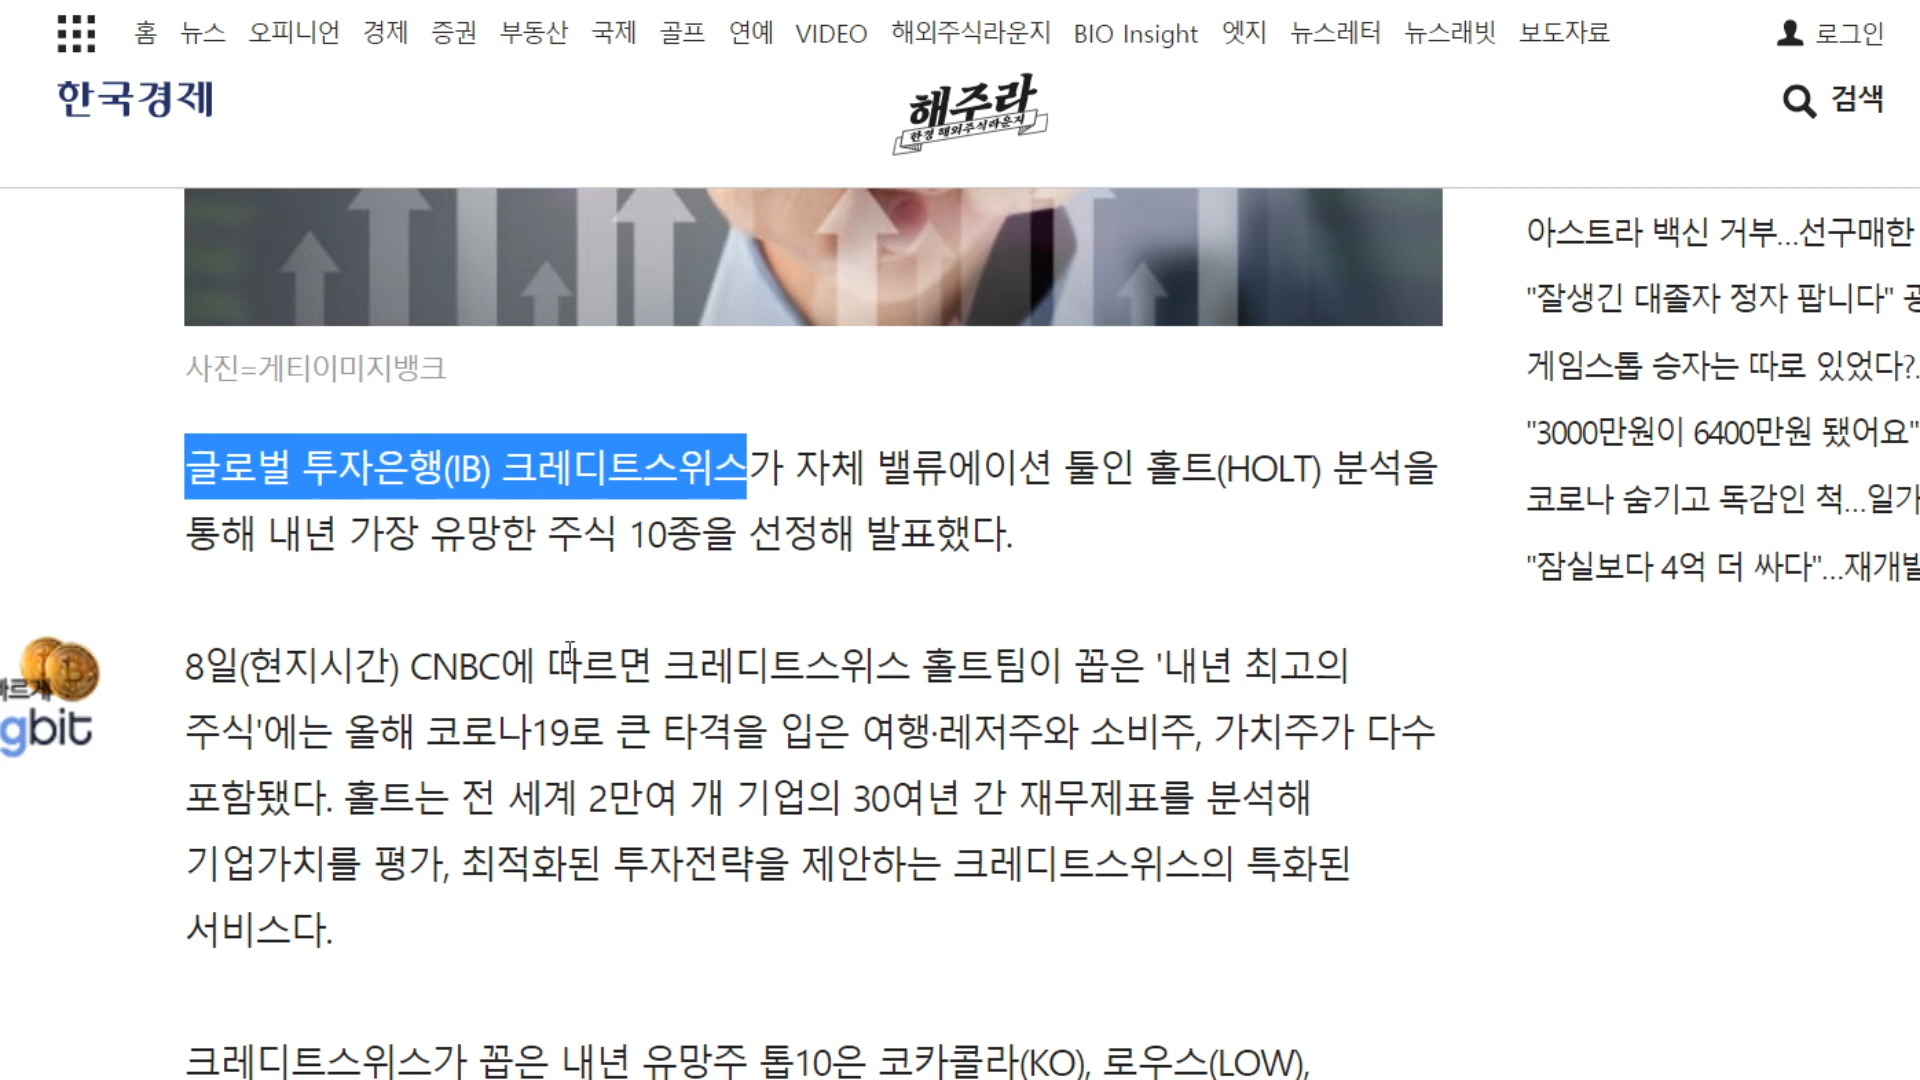 홈 뉴스 오피니언 경제 증권 부동산 국제 골프 연예 VIDEO 해외주식라운지 BIO Insight 엣지 뉴스레터 뉴스래빗 보도자료 로그인
한국경제
해주라
한경 해외주식라운지
검색
아스트라 백신 거부...선구매한
"잘생긴 대졸자 정자 팝니다"
게임스톱 승자는 따로 있었다?.
"3000만원이 6400만원 됐어요"
코로나 숨기고 독감인 척...일가
"잠실보다 4억 더 싸다"...재개발
사진=게티이미지뱅크
글로벌 투자은행(IB) 크레디트스위스가 자체 밸류에이션 툴인 홀트(HOLT) 분석을
통해 내년 가장 유망한 주식 10종을 선정해 발표했다.
8일(현지시간) CNBC에 따르면 크레디트스위스 홀트팀이 꼽은 '내년 최고의
주식'에는 올해 코로나19로 큰 타격을 입은 여행·레저주와 소비주, 가치주가 다수
포함됐다. 홀트는 전 세계 2만여 개 기업의 30여년 간 재무제표를 분석해
기업가치를 평가, 최적화된 투자전략을 제안하는 크레디트스위스의 특화된
서비스다.
빠르게
gbit
크레디트스위스가 꼽은 내년 유망주 톱10은 코카콜라(KO), 로우스(LOW),